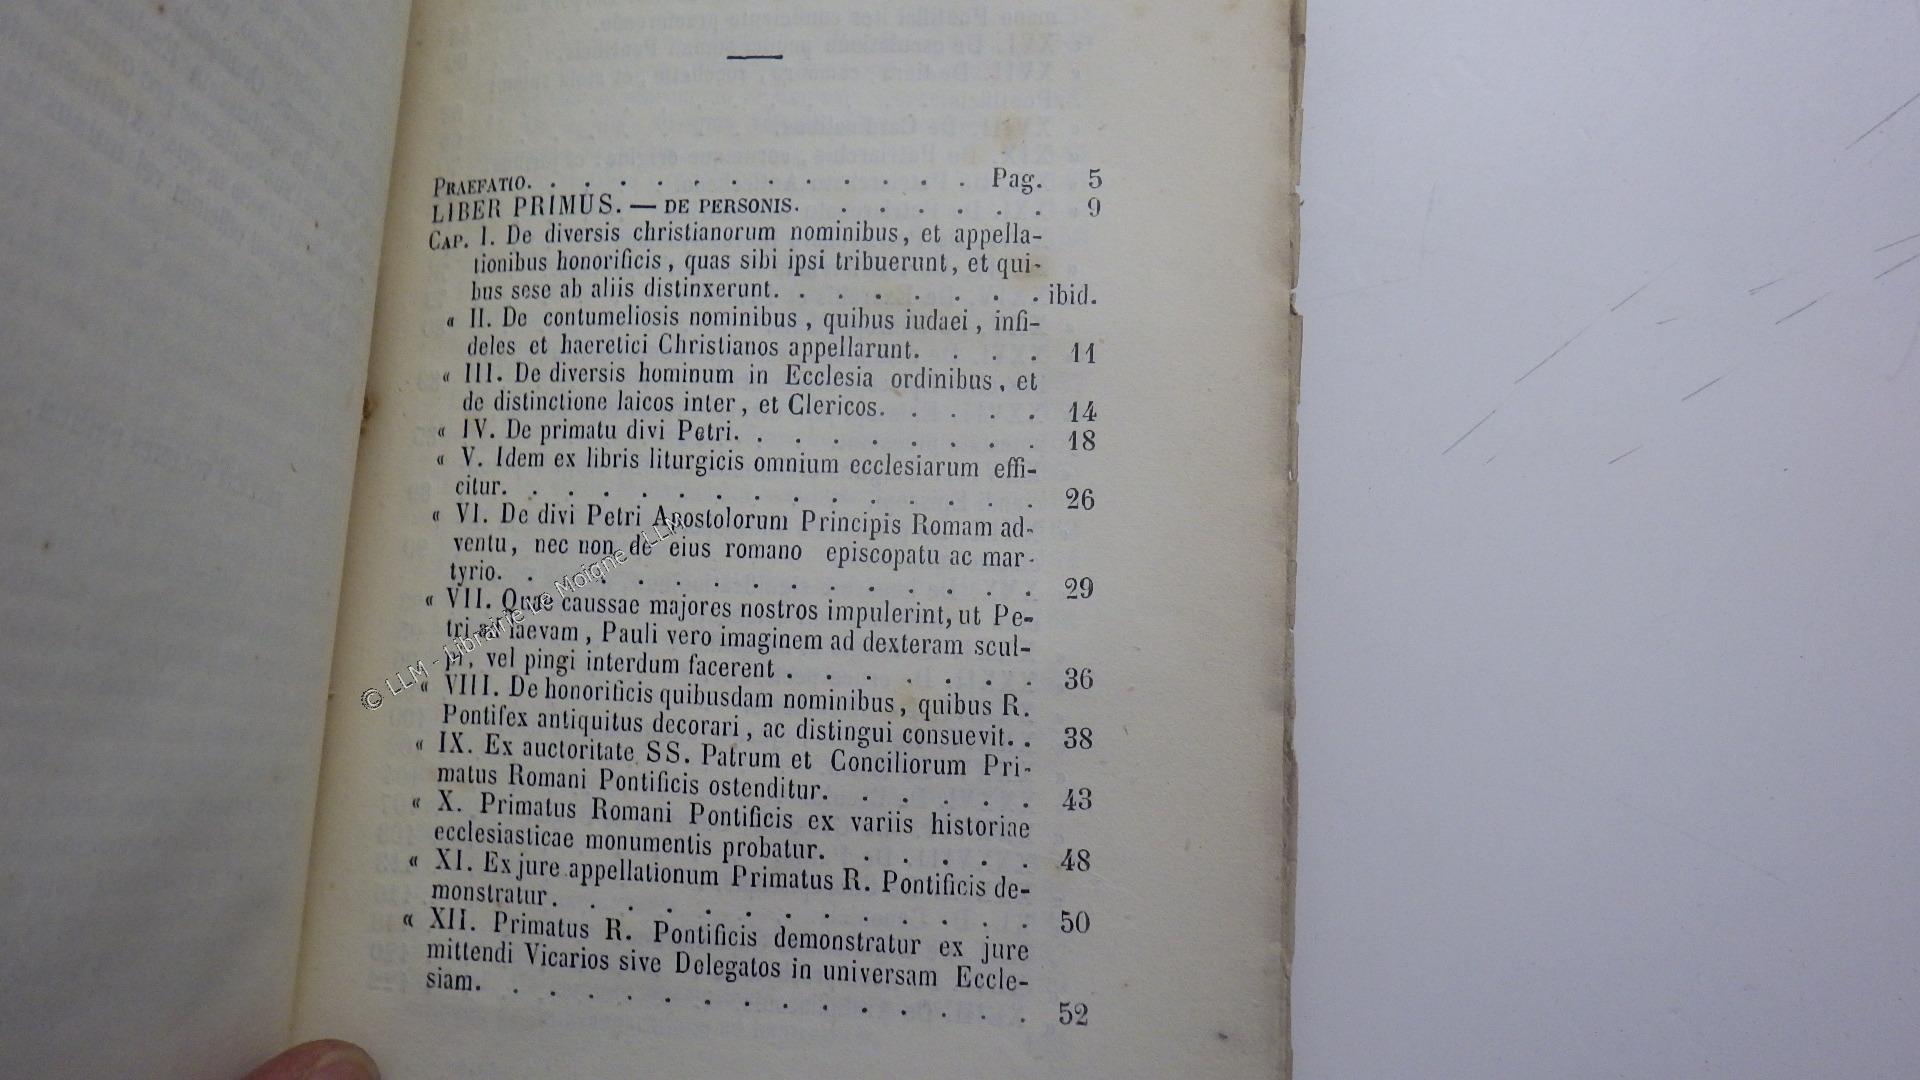 PRAEFATIO. . . . . . . . . . . . . Pag. 5
LIBER PRIMUS. — DE PERSONIS. . . . . . . . 9
CAP. I. De diversis christianorum nominibus, et appella-
tionibus honorificis, quas sibi ipsi tribuerunt, et qui-
bus sese ab aliis distinxerunt. . . . . . . . ibid.
« II. De contumeliosis nominibus, quibus iudaei, infi-
deles et haeretici Christianos appellarunt. . . . 11
« III. De diversis hominum in Ecclesia ordinibus, et
de distinctione laicos inter, et Clericos. . . . . 14
« IV. De primatu divi Petri. . . . . . . . . 18
« V. Idem ex libris liturgicis omnium ecclesiarum effi-
citur. . . . . . . . . . . . . . . 26
« VI. De divi Petri Apostolorum Principis Romam ad-
ventu, nec non de eius romano episcopatu ac mar-
tyrio. . . . . . . . . . . . . . . 29
« VII. Quae caussae majores nostros impulerint, ut Pe-
tri ad laevam, Pauli vero imaginem ad dexteram scul-
pi, vel pingi interdum facerent . . . . . . . 36
« VIII. De honorificis quibusdam nominibus, quibus R.
Pontifex antiquitus decorari, ac distingui consuevit. . 38
« IX. Ex auctoritate SS. Patrum et Conciliorum Pri-
matus Romani Pontificis ostenditur. . . . . . 43
« X. Primatus Romani Pontificis ex variis historiae
ecclesiasticae monumentis probatur. . . . . . 48
« XI. Ex jure appellationum Primatus R. Pontificis de-
monstratur. . . . . . . . . . . . . . 50
« XII. Primatus R. Pontificis demonstratur ex jure
mittendi Vicarios sive Delegatos in universam Eccle-
siam. . . . . . . . . . . . . . . . 52
© LLM - Librairie Le Moigne - LLM